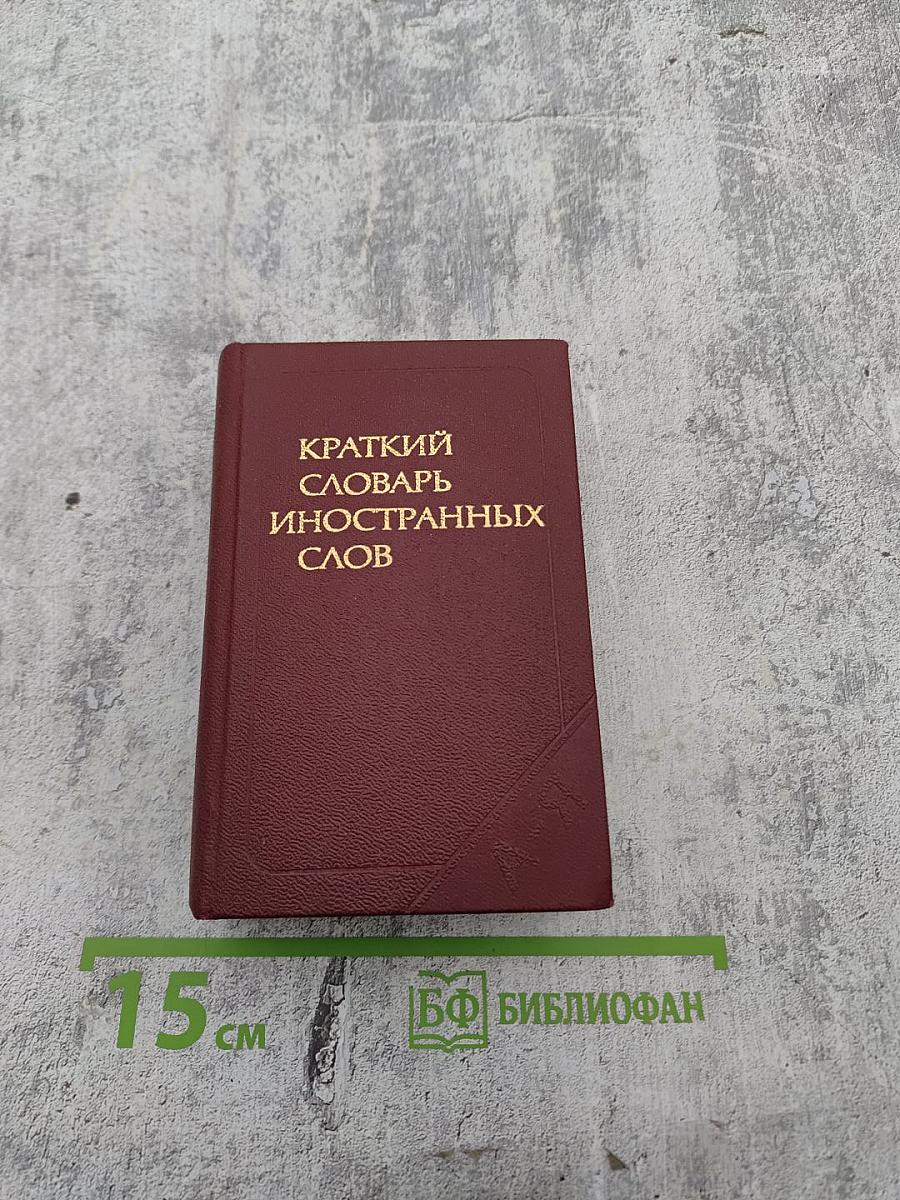 КРАТКИЙ
СЛОВАРЬ
ИНОСТРАННЫХ
СЛОВ
А-Я
15 см
БФ БИБЛИОФАН